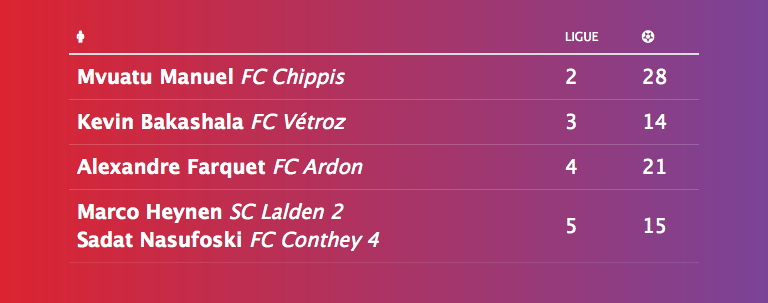 LIGUE
Mvuatu Manuel FC Chippis 2 28
Kevin Bakashala FC Vétroz 3 14
Alexandre Farquet FC Ardon 4 21
Marco Heynen SC Lalden 2
Sadat Nasufoski FC Conthey 4
5 15